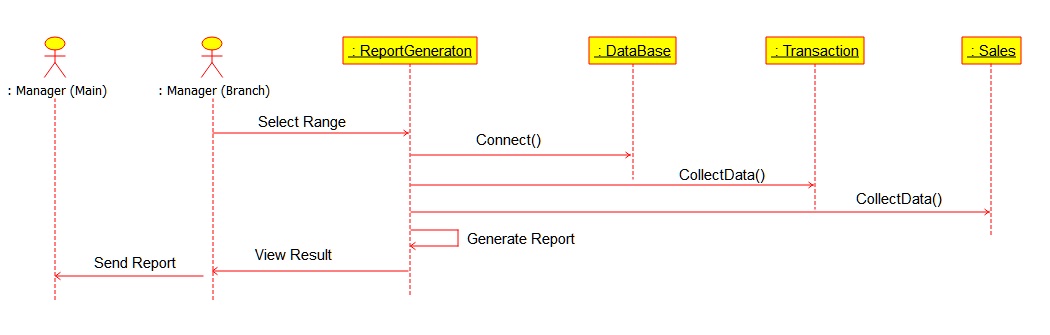 : ReportGeneraton
: DataBase
: Transaction
: Sales
: Manager (Main)
: Manager (Branch)
Select Range
Connect()
CollectData()
CollectData()
Generate Report
View Result
Send Report